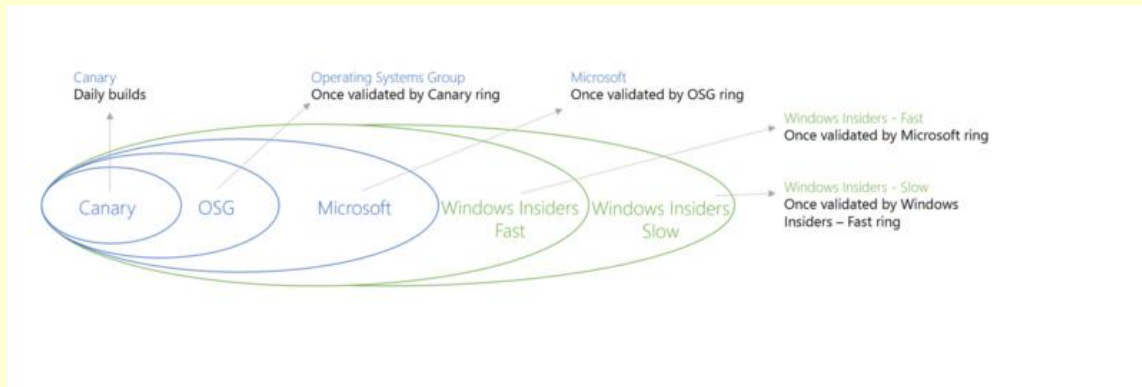 Canary
Daily builds
Operating Systems Group
Once validated by Canary ring
Microsoft
Once validated by OSG ring
Windows Insiders - Fast
Once validated by Microsoft ring
Windows Insiders - Slow
Once validated by Windows
Insiders – Fast ring
Canary
OSG
Microsoft
Windows Insiders
Fast
Windows Insiders
Slow